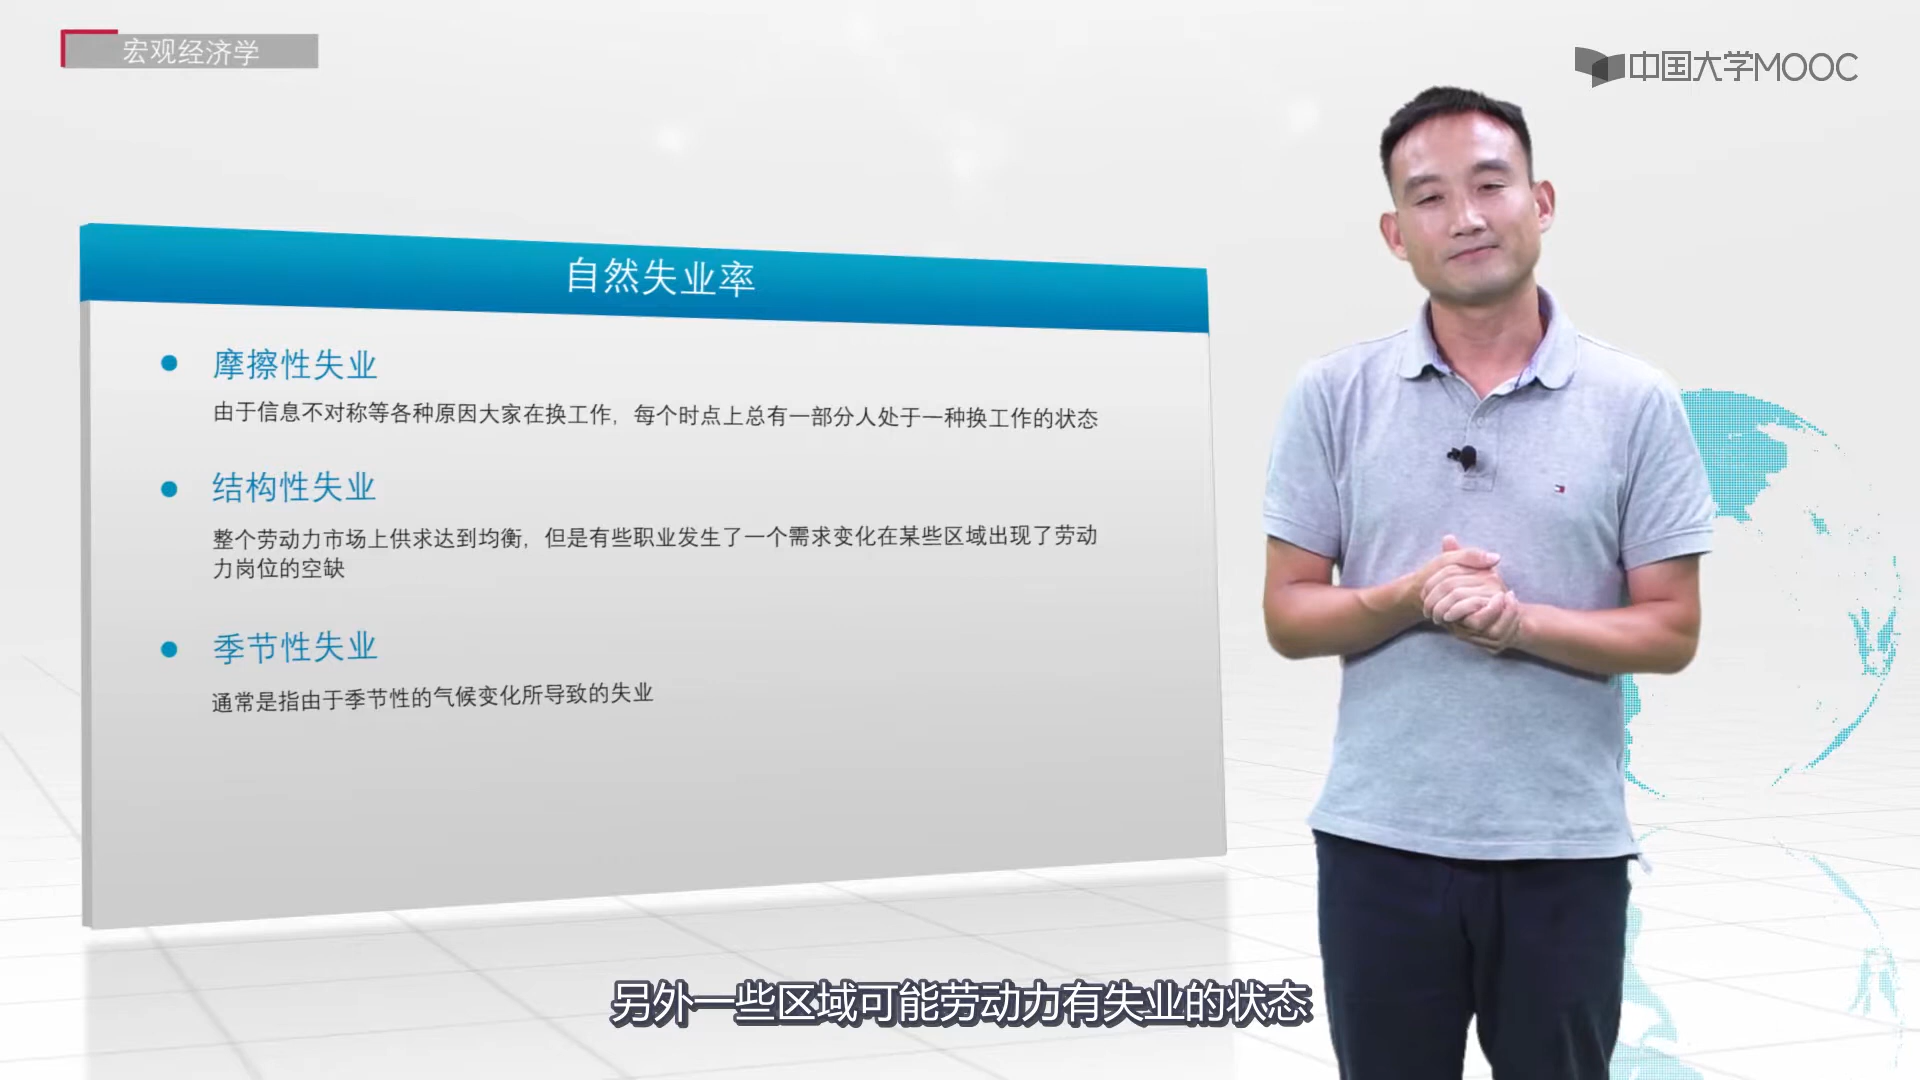 宏观经济学
中国大学MOOC
自然失业率
摩擦性失业
由于信息不对称等各种原因大家在换工作，每个时点上总有一部分人处于一种换工作的状态
结构性失业
整个劳动力市场上供求达到均衡，但是有些职业发生了一个需求变化在某些区域出现了劳动
力岗位的空缺
季节性失业
通常是指由于季节性的气候变化所导致的失业
另外一些区域可能劳动力有失业的状态